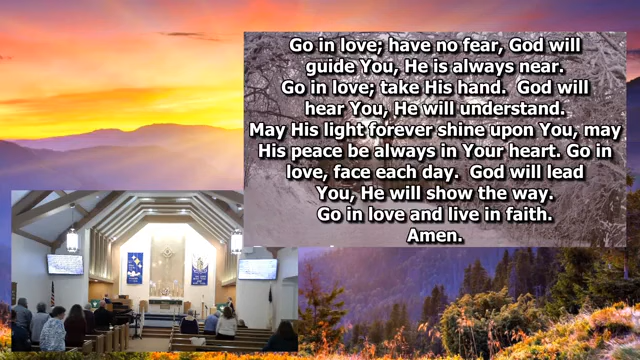 Go in love; have no fear, God will
guide You, He is always near.
Go in love; take His hand.  God will
hear You, He will understand.
May His light forever shine upon You, may
His peace be always in Your heart. Go in
love, face each day.  God will lead
You, He will show the way.
Go in love and live in faith.
Amen.